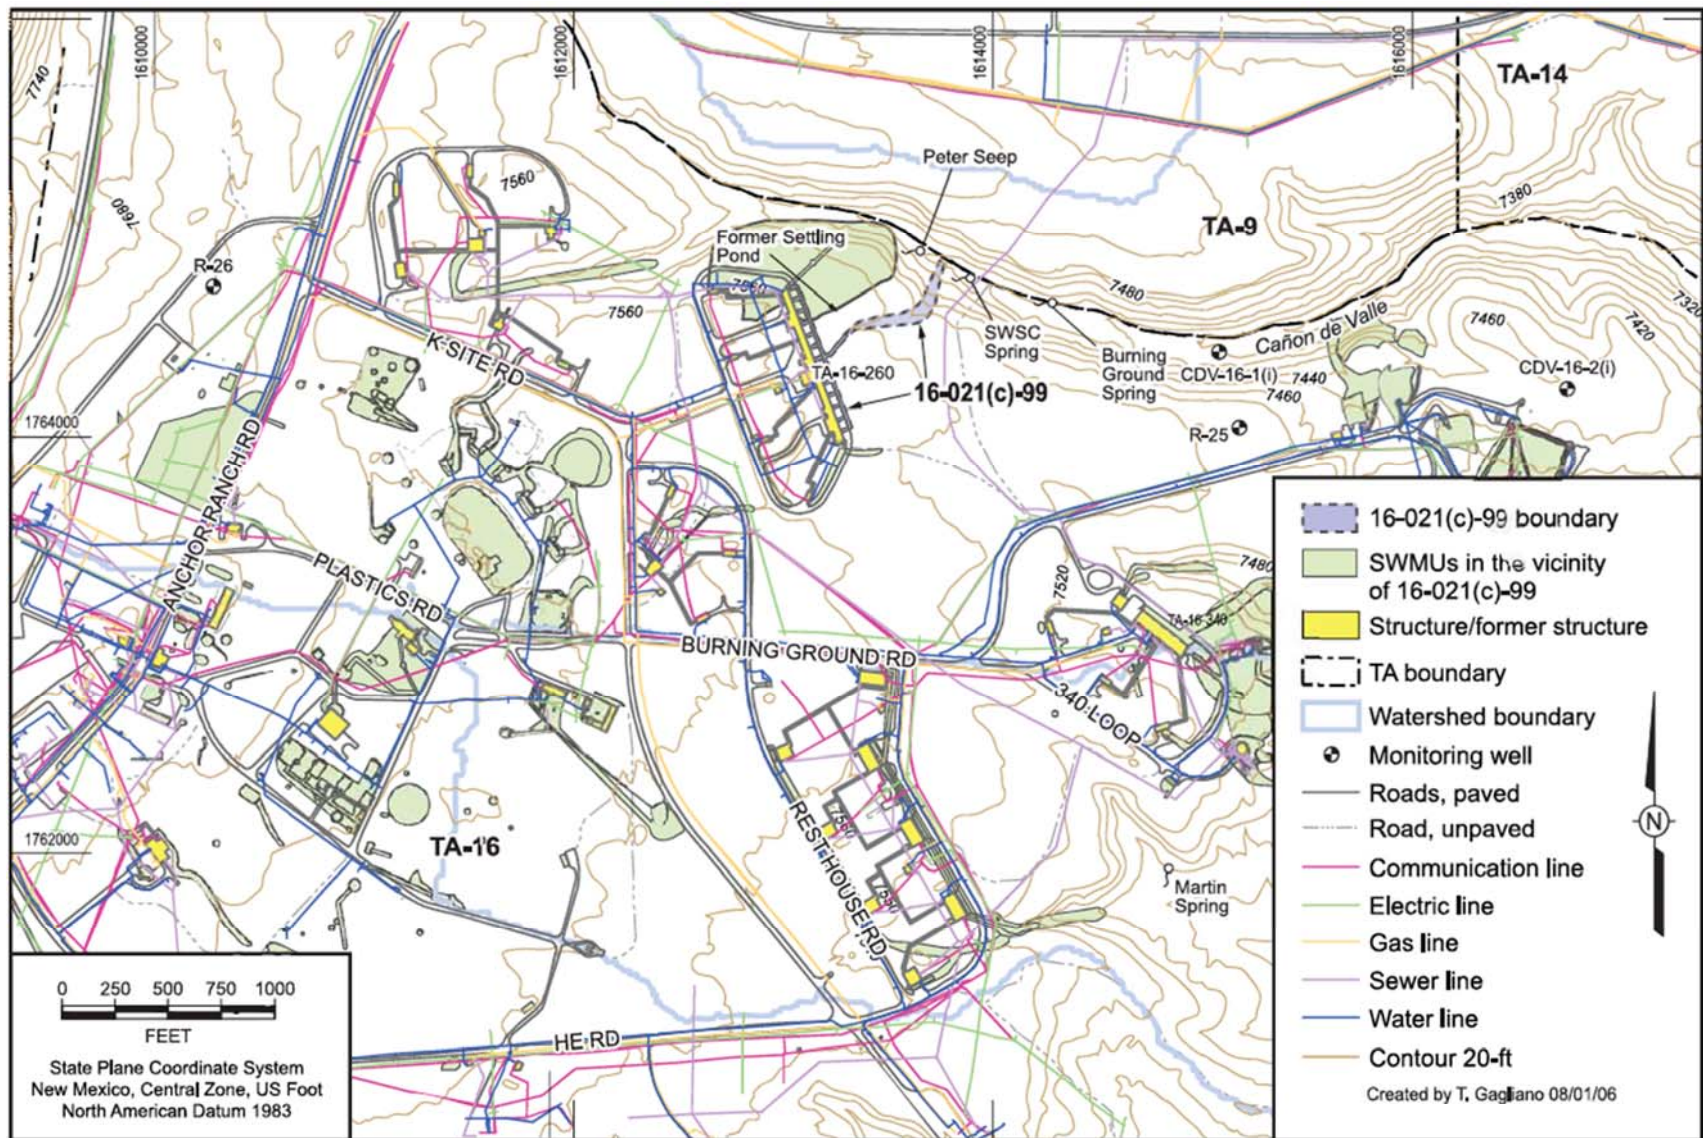 1610000
1612000
1614000
1616000
7740
7680
TA-14
Peter Seep
7560
7380
TA-9
Former Settling
Pond
R-26
7560
7560
7480
7320
SWSC
Spring
Burning
Ground
Spring
Cañon de Valle
7460
7420
K SITE RD
TA-16-260
16-021(c)-99
CDV-16-1(i)
7440
7460
CDV-16-2(i)
1764000
R-25
ANCHOR RANCH RD
PLASTICS RD
7520
7480
TA-16-340
BURNING GROUND RD
340 LOOP
1762000
TA-16
REST HOUSE RD
7560
7550
Martin
Spring
HE RD
16-021(c)-99 boundary
SWMUs in the vicinity
of 16-021(c)-99
Structure/former structure
TA boundary
Watershed boundary
Monitoring well
Roads, paved
Road, unpaved
Communication line
Electric line
Gas line
Sewer line
Water line
Contour 20-ft
Created by T. Gagliano 08/01/06
N
0 250 500 750 1000
FEET
State Plane Coordinate System
New Mexico, Central Zone, US Foot
North American Datum 1983